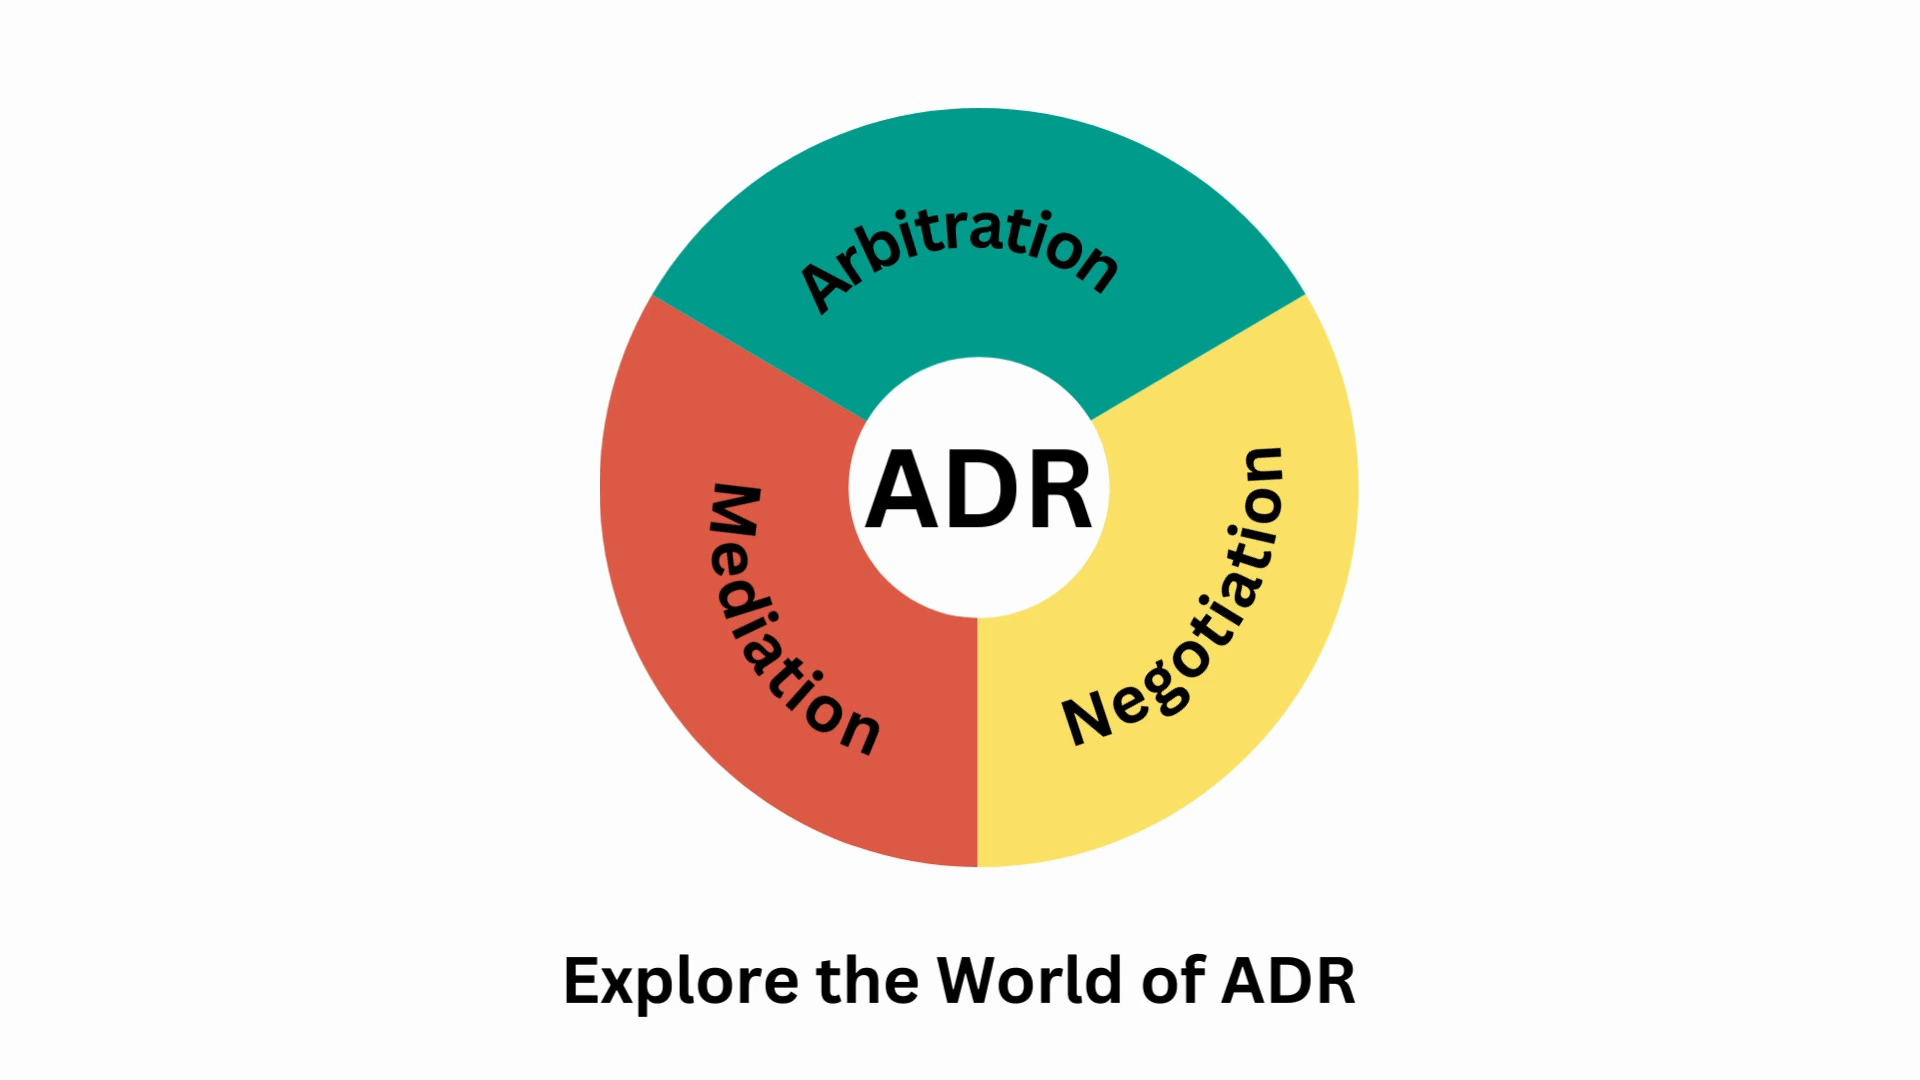 Arbitration
ADR
Mediation
Negotiation
Explore the World of ADR